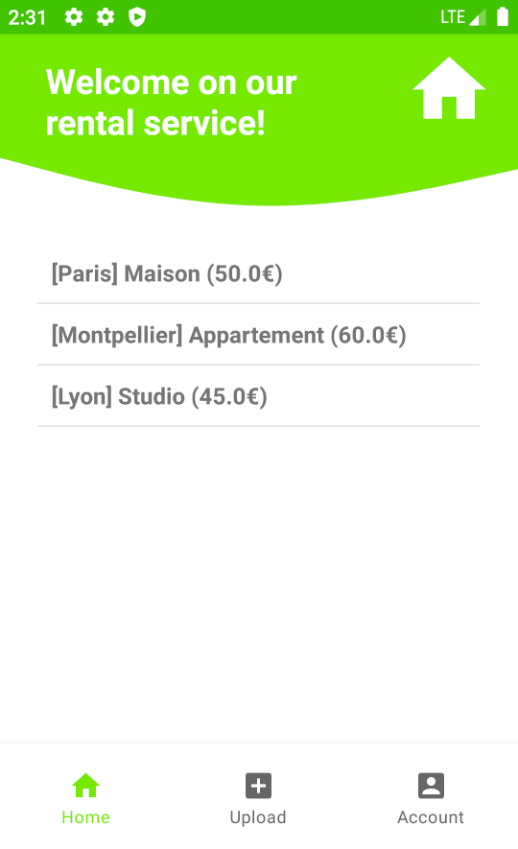 2:31 LTE
Welcome on our
rental service!
[Paris] Maison (50.0€)
[Montpellier] Appartement (60.0€)
[Lyon] Studio (45.0€)
Home Upload Account